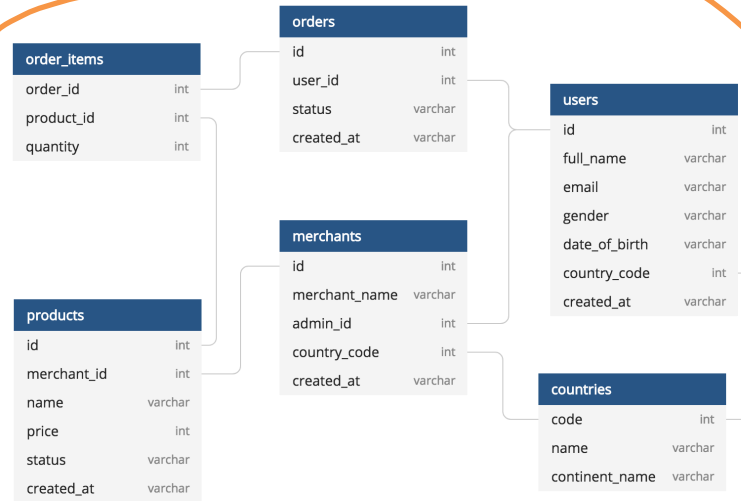 orders
id int
user_id int
status varchar
created_at varchar
order_items
order_id int
product_id int
quantity int
users
id int
full_name varchar
email varchar
gender varchar
date_of_birth varchar
country_code int
created_at varchar
merchants
id int
merchant_name varchar
admin_id int
country_code int
created_at varchar
products
id int
merchant_id int
name varchar
price int
status varchar
created_at varchar
countries
code int
name varchar
continent_name varchar